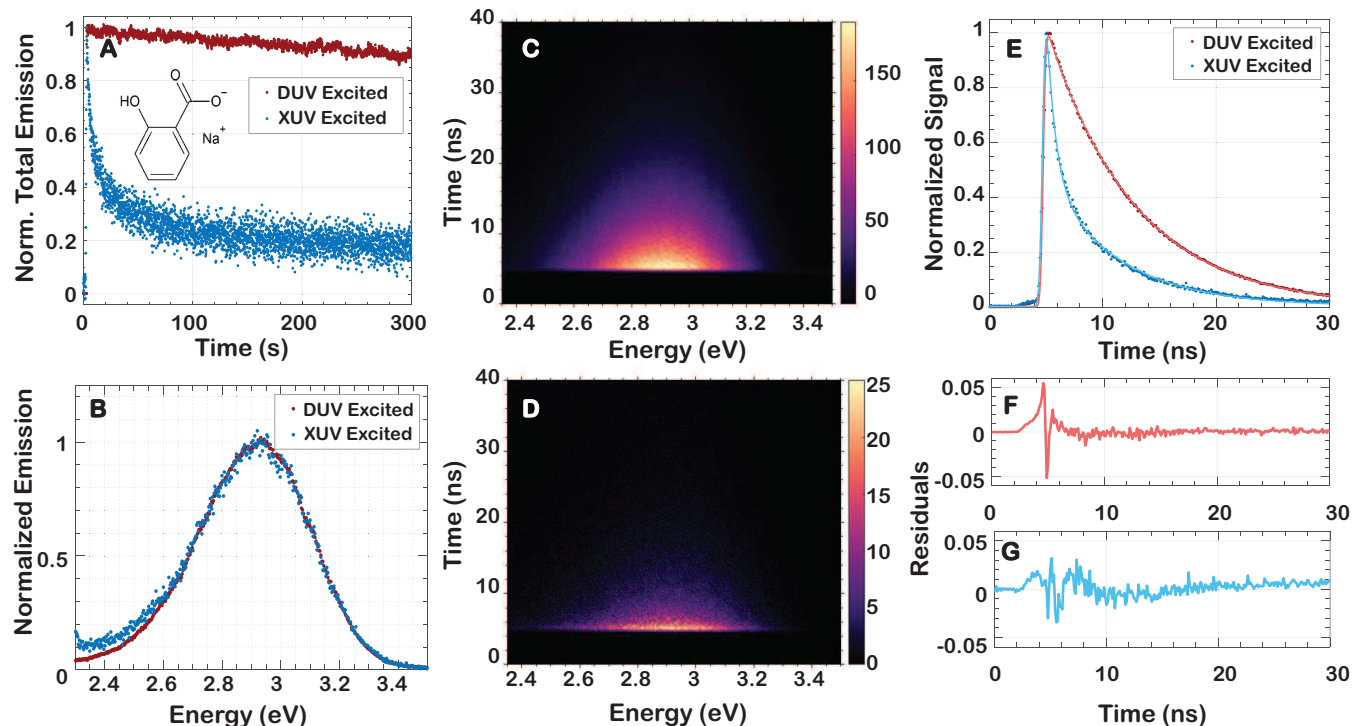 A
Norm. Total Emission
1
0.8
0.6
0.4
0.2
0
0
100
200
300
Time (s)
DUV Excited
XUV Excited
HO
O
O⁻
Na⁺
B
Normalized Emission
1
0.5
0
2.4
2.6
2.8
3
3.2
3.4
Energy (eV)
DUV Excited
XUV Excited
C
Time (ns)
40
30
20
10
0
2.4
2.6
2.8
3
3.2
3.4
Energy (eV)
150
100
50
0
D
Time (ns)
40
30
20
10
0
2.4
2.6
2.8
3
3.2
3.4
Energy (eV)
25
20
15
10
5
0
E
Normalized Signal
1
0.8
0.6
0.4
0.2
0
10
20
30
Time (ns)
DUV Excited
XUV Excited
F
Residuals
0.05
0
-0.05
0
10
20
30
G
0.05
0
-0.05
0
10
20
30
Time (ns)